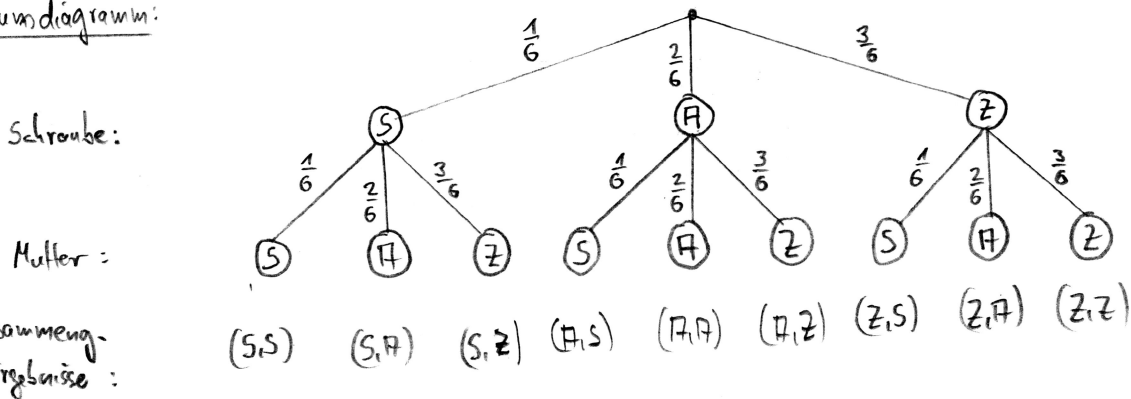 umdiagramm:
1/6 2/6 3/6
Schraube: S A Z
1/6 2/6 3/6 1/6 2/6 3/6 1/6 2/6 3/6
Mutter: S A Z S A Z S A Z
sammeng. (S,S) (S,A) (S,Z) (A,S) (A,A) (A,Z) (Z,S) (Z,A) (Z,Z)
rgebnisse :